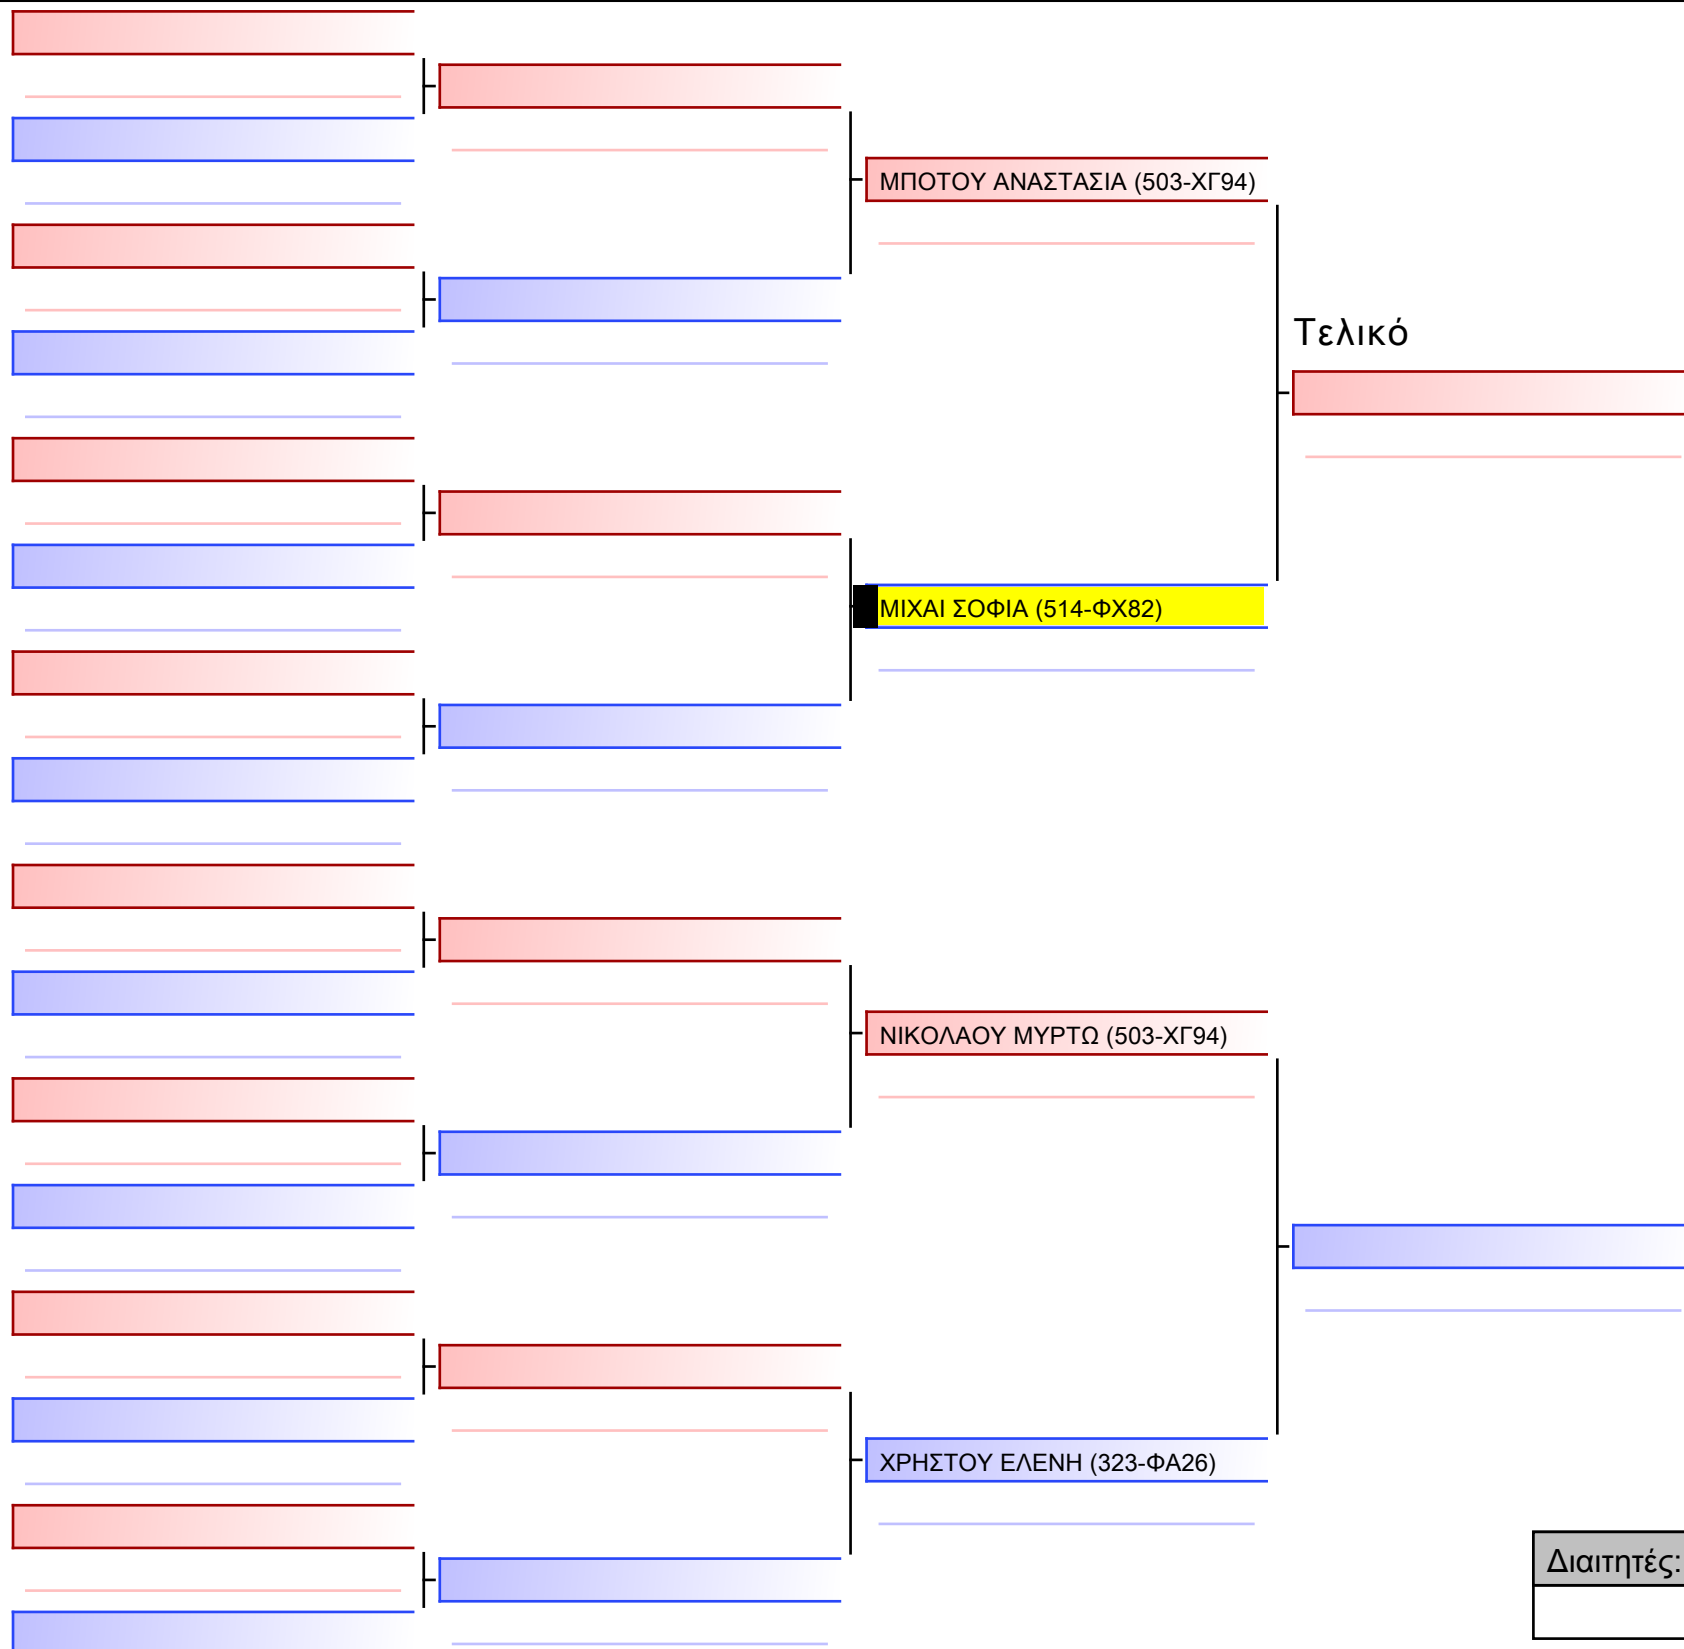 ΜΠΟΤΟΥ ΑΝΑΣΤΑΣΙΑ (503-ΧΓ94)
Τελικό
ΜΙΧΑΙ ΣΟΦΙΑ (514-ΦΧ82)
ΝΙΚΟΛΑΟΥ ΜΥΡΤΩ (503-ΧΓ94)
ΧΡΗΣΤΟΥ ΕΛΕΝΗ (323-ΦΑ26)
Διαιτητές: